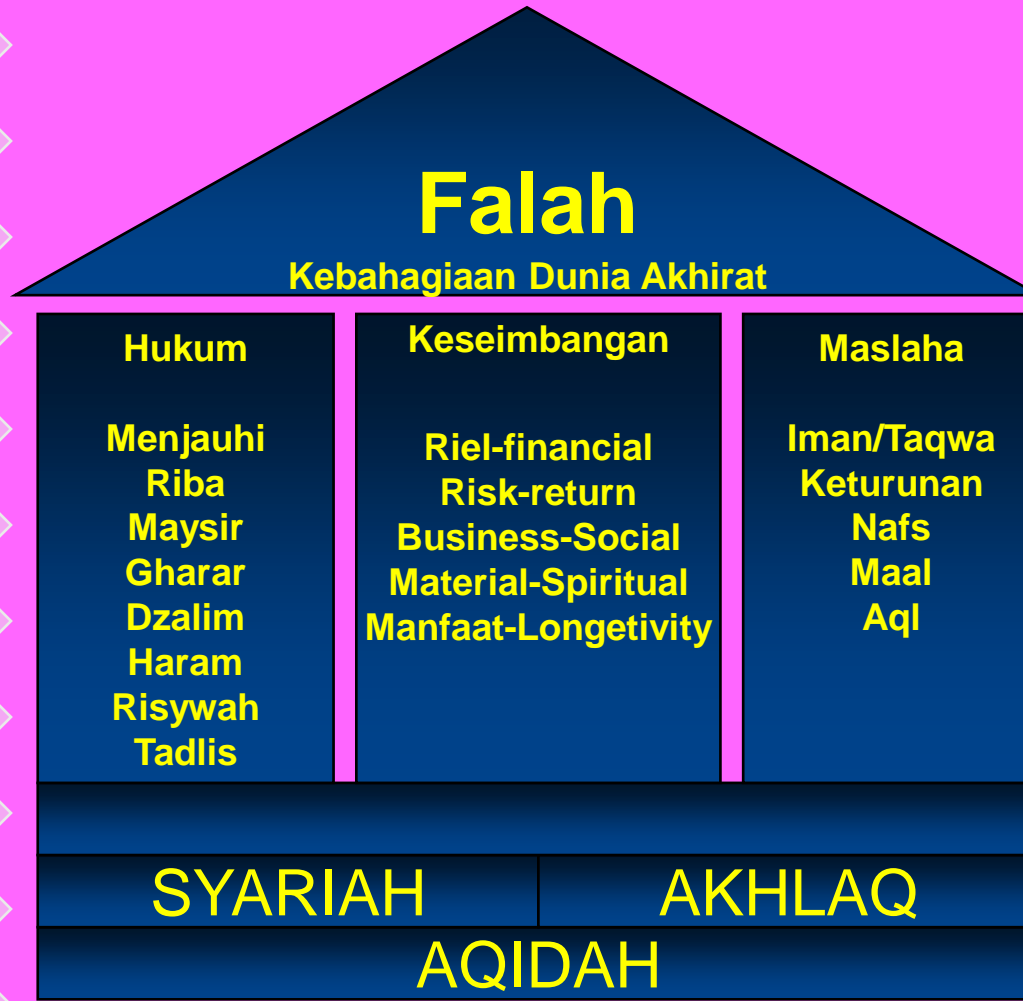 Falah
Kebahagiaan Dunia Akhirat
Hukum
Menjauhi
Riba
Maysir
Gharar
Dzalim
Haram
Risywah
Tadlis
Keseimbangan
Riel-financial
Risk-return
Business-Social
Material-Spiritual
Manfaat-Longetivity
Maslaha
Iman/Taqwa
Keturunan
Nafs
Maal
Aql
SYARIAH
AKHLAQ
AQIDAH